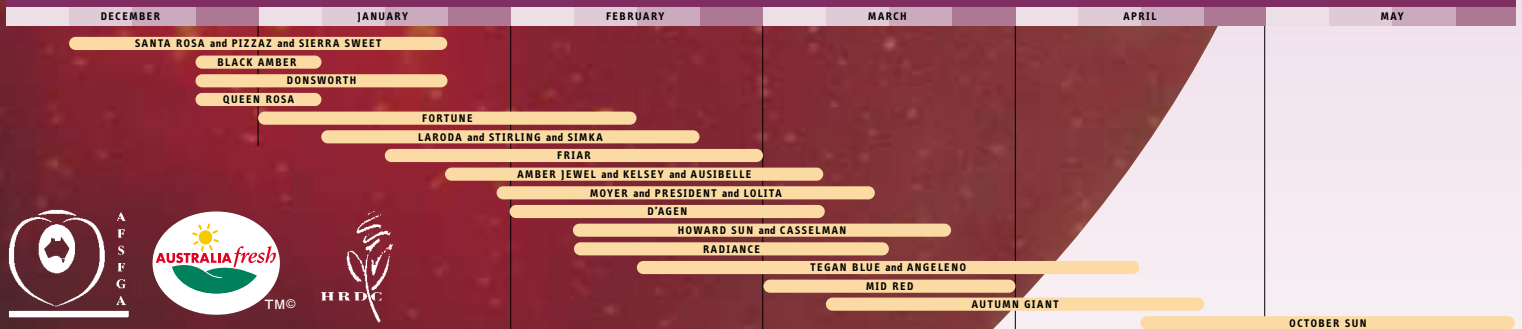 DECEMBER JANUARY FEBRUARY MARCH APRIL MAY
SANTA ROSA and PIZZAZ and SIERRA SWEET
BLACK AMBER
DONSWORTH
QUEEN ROSA
FORTUNE
LARODA and STIRLING and SIMKA
FRIAR
AMBER JEWEL and KELSEY and AUSIBELLE
MOYER and PRESIDENT and LOLITA
D'AGEN
HOWARD SUN and CASSELMAN
RADIANCE
TEGAN BLUE and ANGELENO
MID RED
AUTUMN GIANT
OCTOBER SUN
AFSFGA
AUSTRALIA fresh
TM©
HRDC